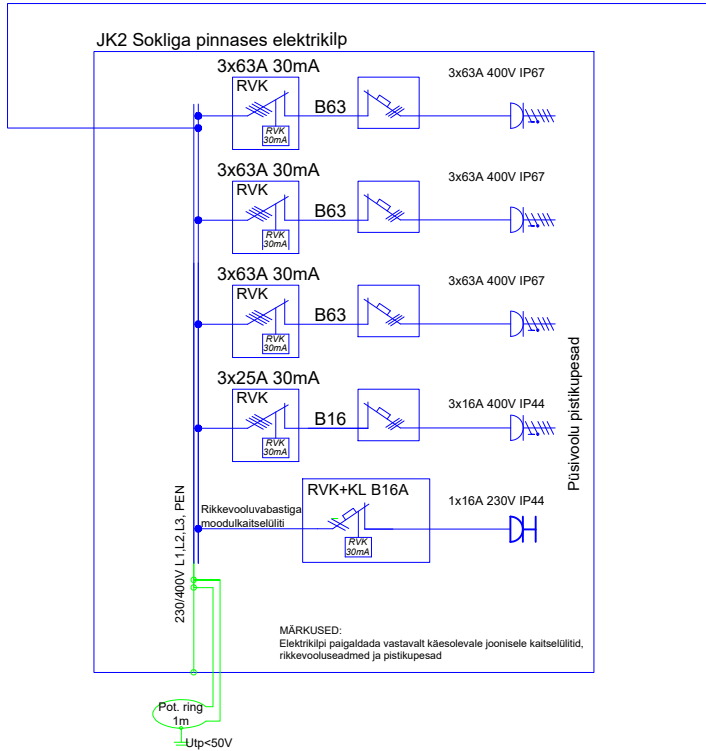 JK2 Sokliga pinnases elektrikilp
3x63A 30mA
RVK
RVK
30mA
B63
3x63A 400V IP67
3x63A 30mA
RVK
RVK
30mA
B63
3x63A 400V IP67
3x63A 30mA
RVK
RVK
30mA
B63
3x63A 400V IP67
3x25A 30mA
RVK
RVK
30mA
B16
3x16A 400V IP44
Püsivoolu pistikupesad
RVK+KL B16A
RVK
30mA
1x16A 230V IP44
Rikkevooluvabastiga
moodulkaitselüliti
230/400V L1,L2,L3, PEN
MÄRKUSED:
Elektrikilpi paigaldada vastavalt käesolevale joonisele kaitselülitid,
rikkevooluseadmed ja pistikupesad
Pot. ring
1m
Utp<50V